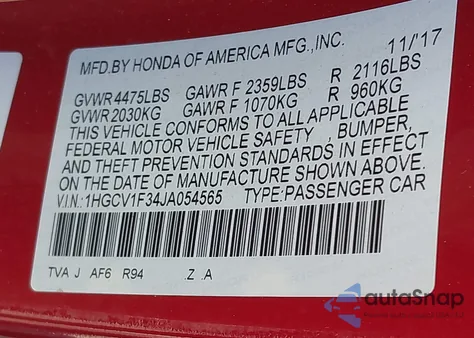 MFD.BY HONDA OF AMERICA MFG.,INC. 11/'17
GVWR 4475LBS GAWR F 2359LBS R 2116LBS
GVWR 2030KG GAWR F 1070KG R 960KG
THIS VEHICLE CONFORMS TO ALL APPLICABLE
FEDERAL MOTOR VEHICLE SAFETY , BUMPER,
AND THEFT PREVENTION STANDARDS IN EFFECT
ON THE DATE OF MANUFACTURE SHOWN ABOVE.
V.I.N.:1HGCV1F34JA054565 TYPE:PASSENGER CAR
TVA J AF6 R94 .Z .A
autoSnap